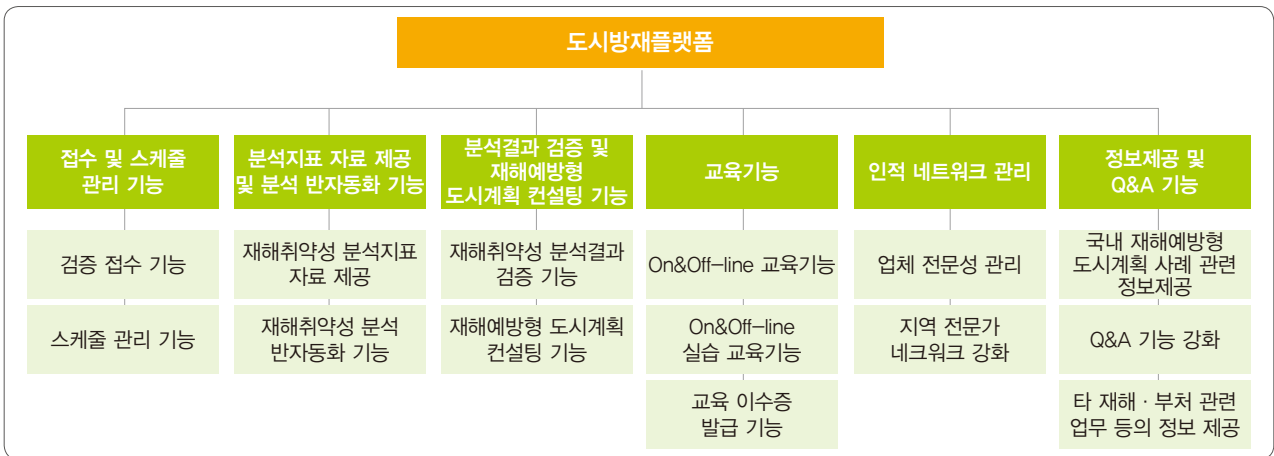 도시방재플랫폼
접수 및 스케줄
관리 기능
분석지표 자료 제공
및 분석 반자동화 기능
분석결과 검증 및
재해예방형
도시계획 컨설팅 기능
교육기능
인적 네트워크 관리
정보제공 및
Q&A 기능
검증 접수 기능
재해취약성 분석지표
자료 제공
재해취약성 분석결과
검증 기능
On&Off–line 교육기능
업체 전문성 관리
국내 재해예방형
도시계획 사례 관련
정보제공
스케줄 관리 기능
재해취약성 분석
반자동화 기능
재해예방형 도시계획
컨설팅 기능
On&Off–line
실습 교육기능
지역 전문가
네크워크 강화
Q&A 기능 강화
교육 이수증
발급 기능
타 재해 · 부처 관련
업무 등의 정보 제공